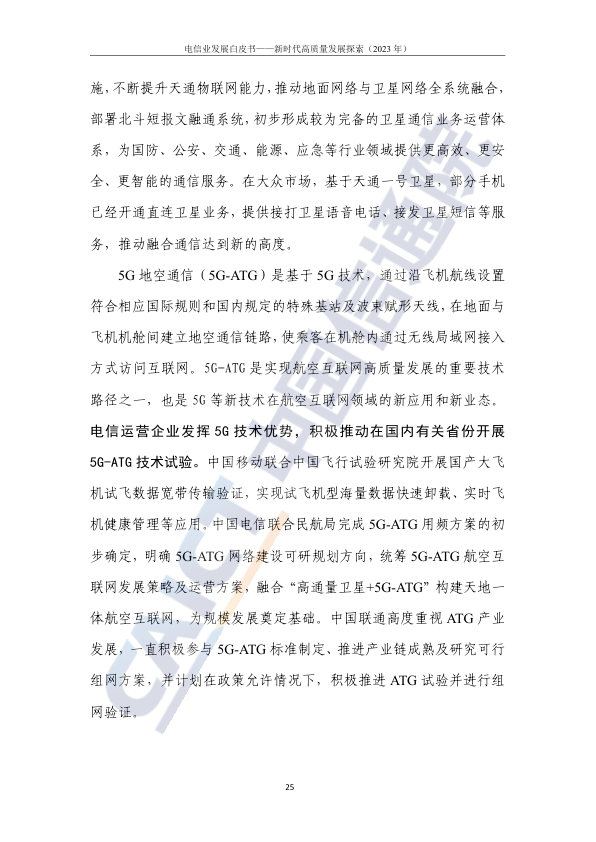 电信业发展白皮书——新时代高质量发展探索（2023 年）
施，不断提升天通物联网能力，推动地面网络与卫星网络全系统融合，
部署北斗短报文融通系统，初步形成较为完备的卫星通信业务运营体
系，为国防、公安、交通、能源、应急等行业领域提供更高效、更安
全、更智能的通信服务。在大众市场，基于天通一号卫星，部分手机
已经开通直连卫星业务，提供接打卫星语音电话、接发卫星短信等服
务，推动融合通信达到新的高度。
5G 地空通信（5G-ATG）是基于 5G 技术，通过沿飞机航线设置
符合相应国际规则和国内规定的特殊基站及波束赋形天线，在地面与
飞机机舱间建立地空通信链路，使乘客在机舱内通过无线局域网接入
方式访问互联网。5G-ATG 是实现航空互联网高质量发展的重要技术
路径之一，也是 5G 等新技术在航空互联网领域的新应用和新业态。
电信运营企业发挥 5G 技术优势，积极推动在国内有关省份开展
5G-ATG 技术试验。中国移动联合中国飞行试验研究院开展国产大飞
机试飞数据宽带传输验证，实现试飞机型海量数据快速卸载、实时飞
机健康管理等应用。中国电信联合民航局完成 5G-ATG 用频方案的初
步确定，明确 5G-ATG 网络建设可研规划方向，统筹 5G-ATG 航空互
联网发展策略及运营方案，融合“高通量卫星+5G-ATG”构建天地一
体航空互联网，为规模发展奠定基础。中国联通高度重视 ATG 产业
发展，一直积极参与 5G-ATG 标准制定、推进产业链成熟及研究可行
组网方案，并计划在政策允许情况下，积极推进 ATG 试验并进行组
网验证。
25
CAICT 中国信通院